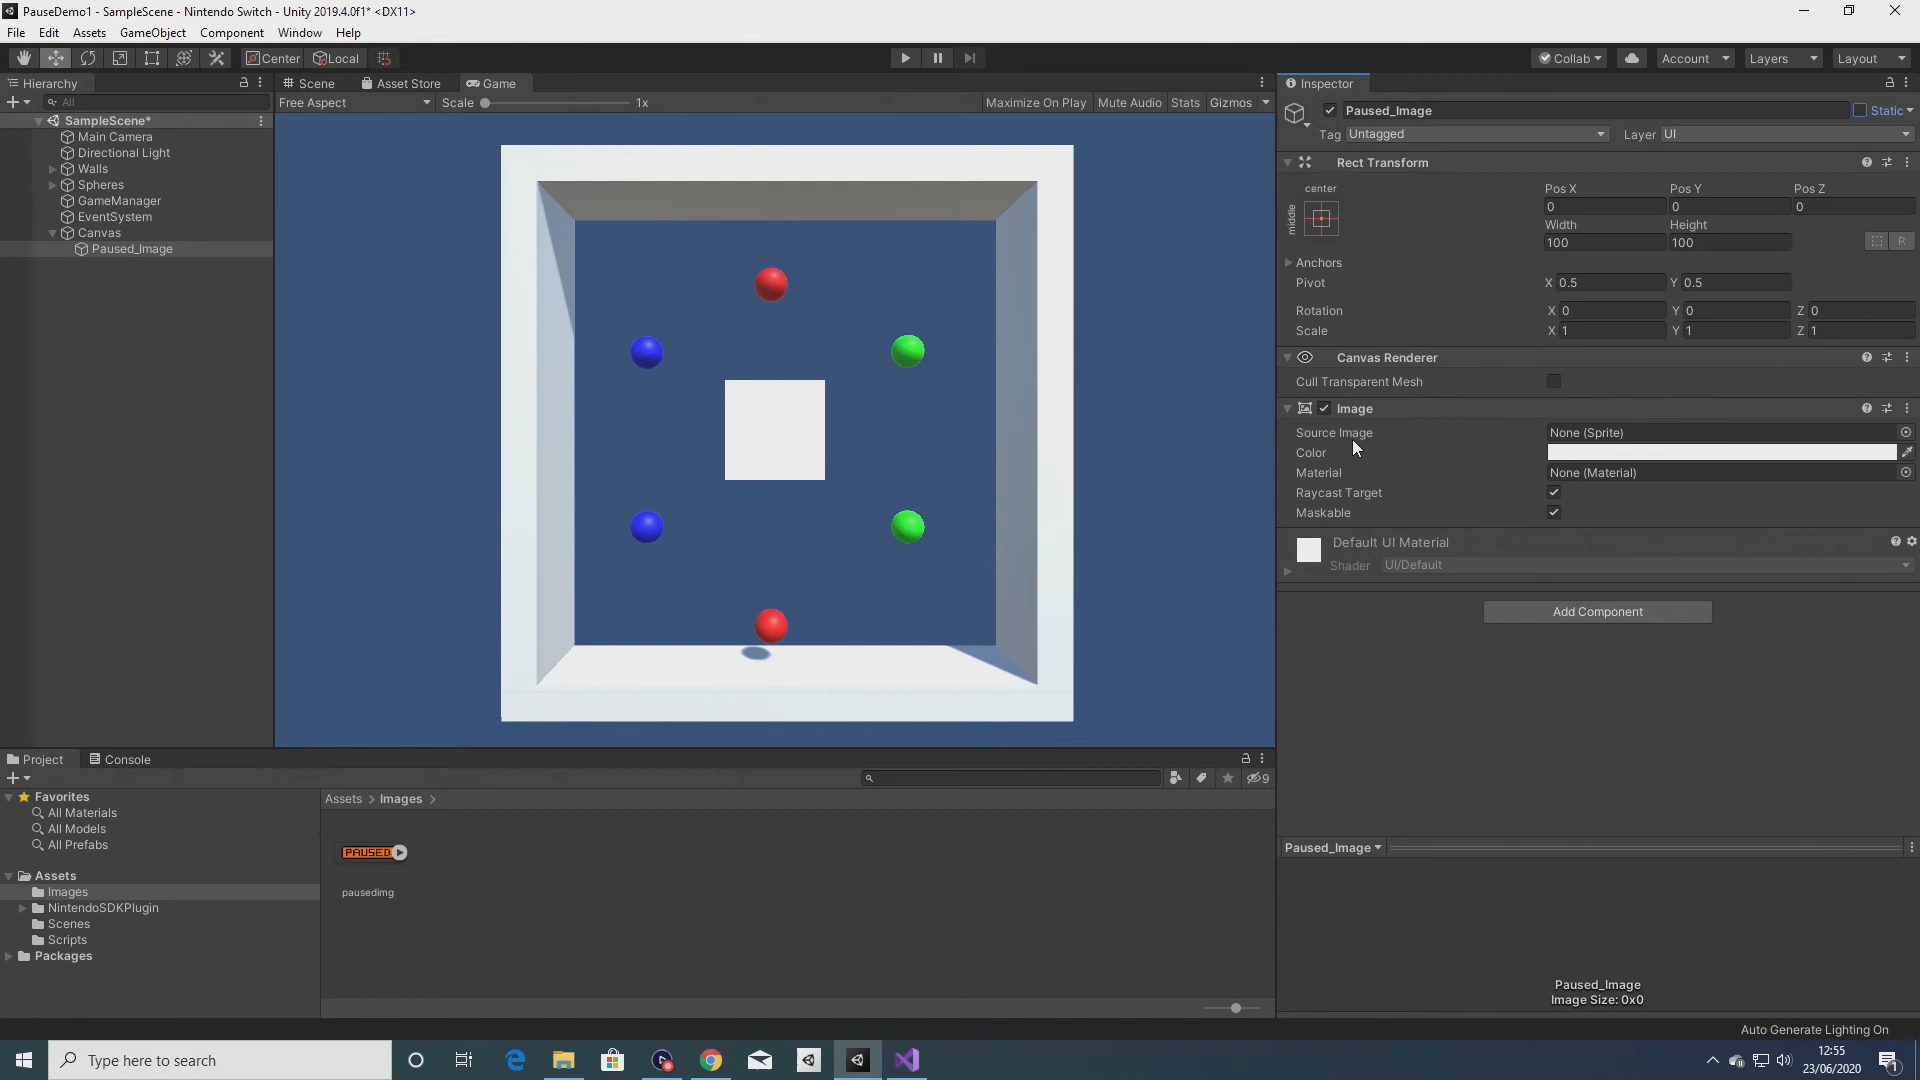 PauseDemo1 - SampleScene - Nintendo Switch - Unity 2019.4.0f1* <DX11>
File Edit Assets GameObject Component Window Help
Center Local Collab Account Layers Layout
Hierarchy
All
SampleScene*
Main Camera
Directional Light
Walls
Spheres
GameManager
EventSystem
Canvas
Paused_Image
Scene Asset Store Game
Free Aspect Scale 1x Maximize On Play Mute Audio Stats Gizmos
Inspector
Paused_Image Static
Tag Untagged Layer UI
Rect Transform
center
middle
Pos X Pos Y Pos Z
0 0 0
Width Height
100 100 R
Anchors
Pivot X 0.5 Y 0.5
Rotation X 0 Y 0 Z 0
Scale X 1 Y 1 Z 1
Canvas Renderer
Cull Transparent Mesh
Image
Source Image None (Sprite)
Color
Material None (Material)
Raycast Target
Maskable
Default UI Material
Shader UI/Default
Add Component
Paused_Image
Paused_Image
Image Size: 0x0
Project Console
9
Favorites
All Materials
All Models
All Prefabs
Assets
Images
NintendoSDKPlugin
Scenes
Scripts
Packages
Assets > Images >
PAUSED
pausedimg
Auto Generate Lighting On
Type here to search
12:55
23/06/2020
1